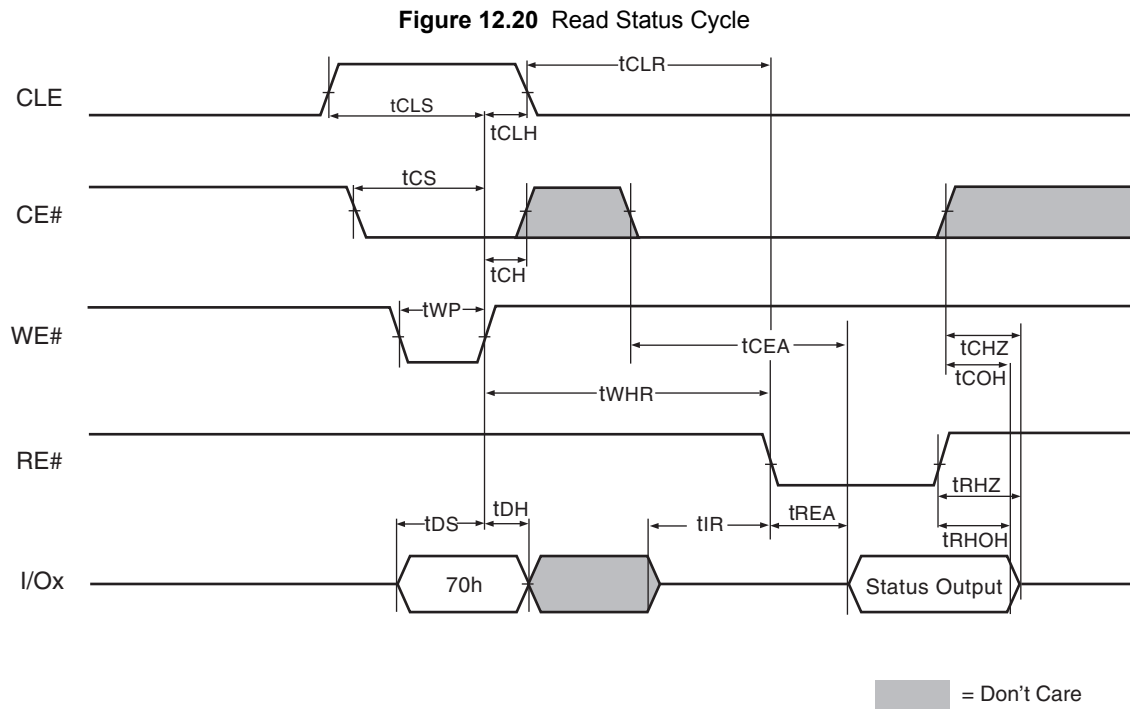 Figure 12.20 Read Status Cycle
tCLR
CLE
tCLS
tCLH
tCS
CE#
tCH
tWP
WE#
tCEA
tCHZ
tCOH
tWHR
RE#
tRHZ
tDH
tDS
tIR
tREA
tRHOH
I/Ox
70h
Status Output
= Don't Care